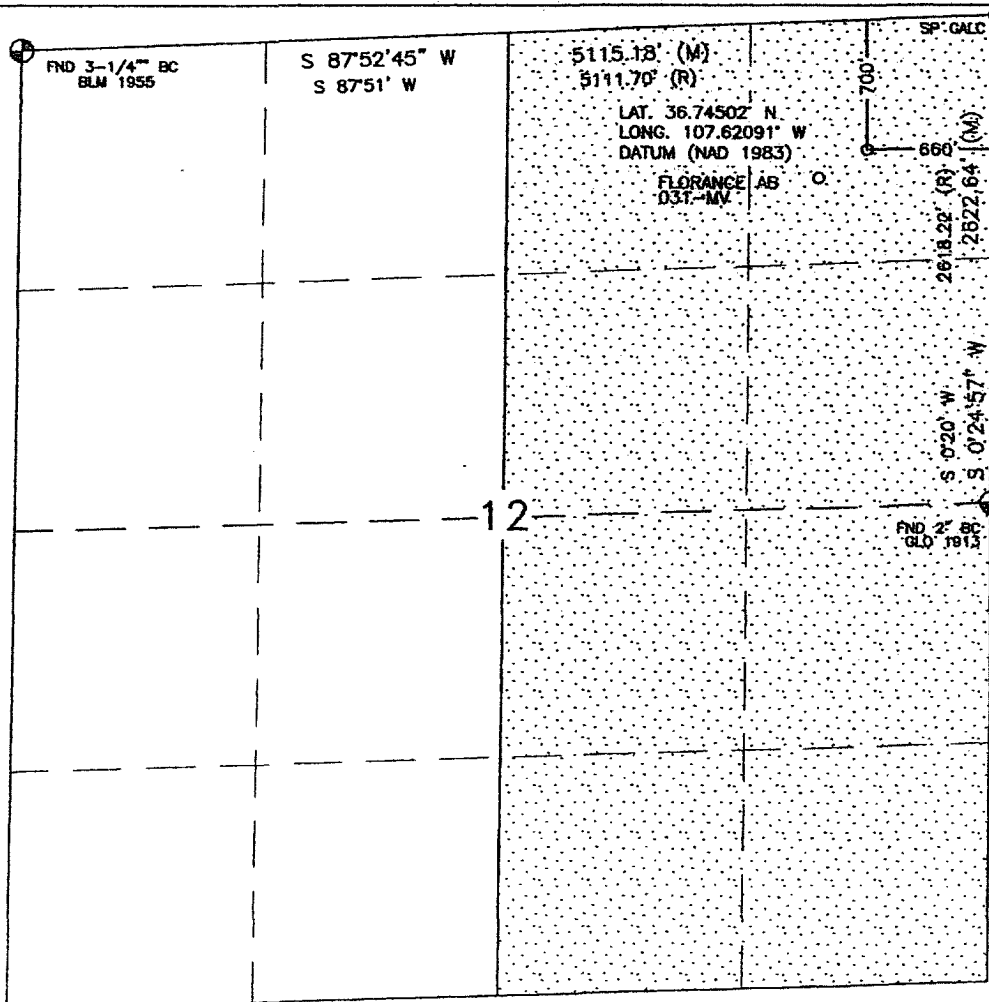 SP CALC
FND 3-1/4"" BC
BLM 1955
S 87°52'45" W
S 87°51' W
5115.18' (M)
5111.70' (R)
LAT. 36.74502° N
LONG. 107.62091° W
DATUM (NAD 1983)
FLORANCE AB
03T-MV
700'
660'
2618.22' (R)
2622.64' (M)
S 0°20' W
S 0°24'57" W
12
FND 2" BC
GLO 1913